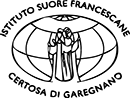 ISTITUTO SUORE FRANCESCANE
CERTOSA DI GAREGNANO